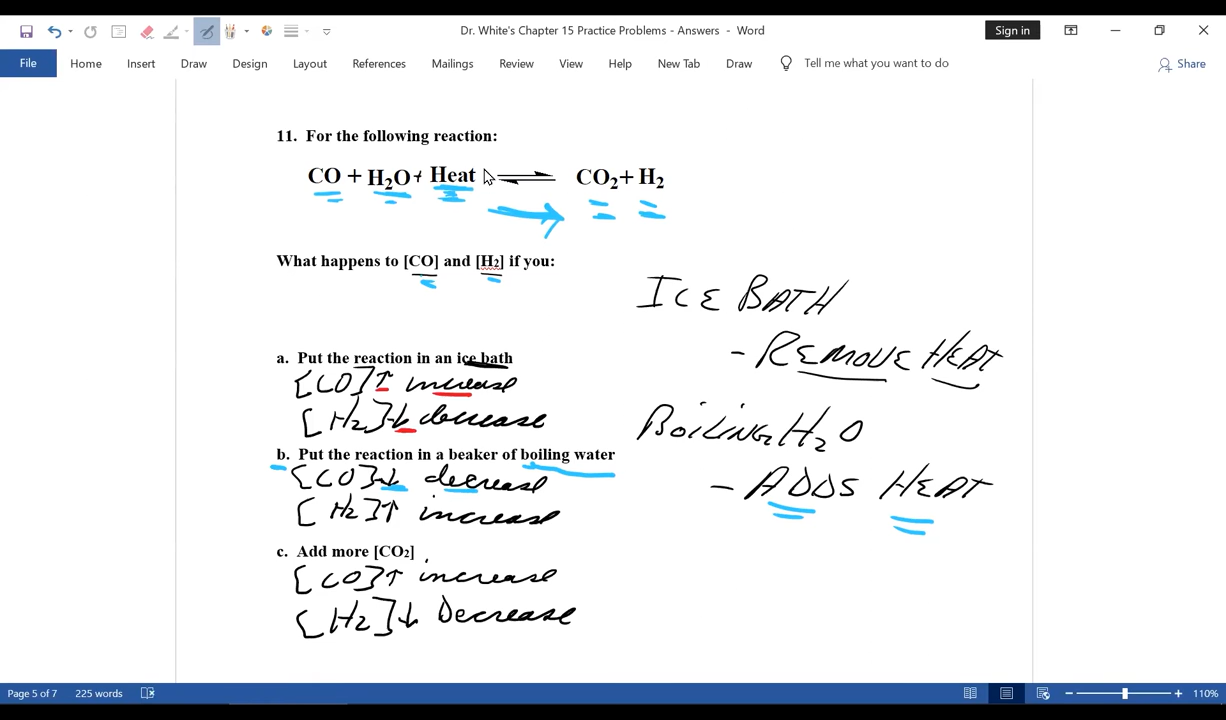 Dr. White's Chapter 15 Practice Problems - Answers - Word
Sign in
File Home Insert Draw Design Layout References Mailings Review View Help New Tab Draw Tell me what you want to do Share
11. For the following reaction:
CO + H₂O + Heat ⇌ CO₂ + H₂
What happens to [CO] and [H₂] if you:
ICE BATH
- REMOVE HEAT
a. Put the reaction in an ice bath
[CO]↑ increase
[H₂]↓ decrease
BOiLiNG H₂O
- ADDS HEAT
b. Put the reaction in a beaker of boiling water
[CO]↓ decrease
[H₂]↑ increase
c. Add more [CO₂]
[CO]↑ increase
[H₂]↓ Decrease
Page 5 of 7 225 words 110%